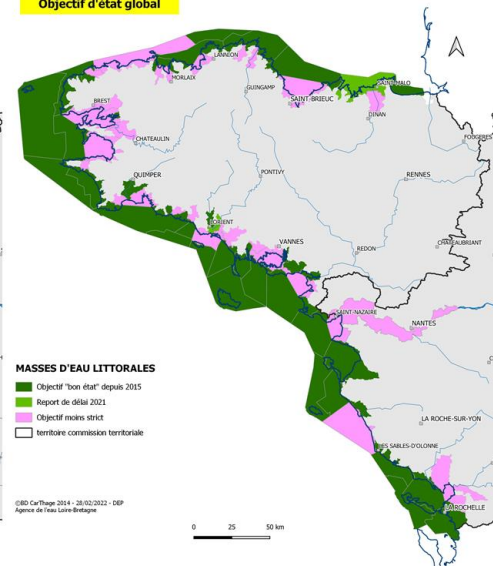 Objectif d'état global
LANNION
MORLAIX
GUINGAMP
SAINT-MALO
BREST
SAINT-BRIEUC
DINAN
FOUGERES
CHATEAULIN
QUIMPER
PONTIVY
RENNES
LORIENT
VANNES
REDON
CHATEAUBRIANT
SAINT-NAZAIRE
NANTES
MASSES D'EAU LITTORALES
Objectif "bon état" depuis 2015
Report de délai 2021
Objectif moins strict
territoire commission territoriale
LA ROCHE-SUR-YON
LES SABLES-D'OLONNE
LA ROCHELLE
©BD CarThage 2014 - 28/02/2022 - DEP
Agence de l'eau Loire-Bretagne
0 25 50 km